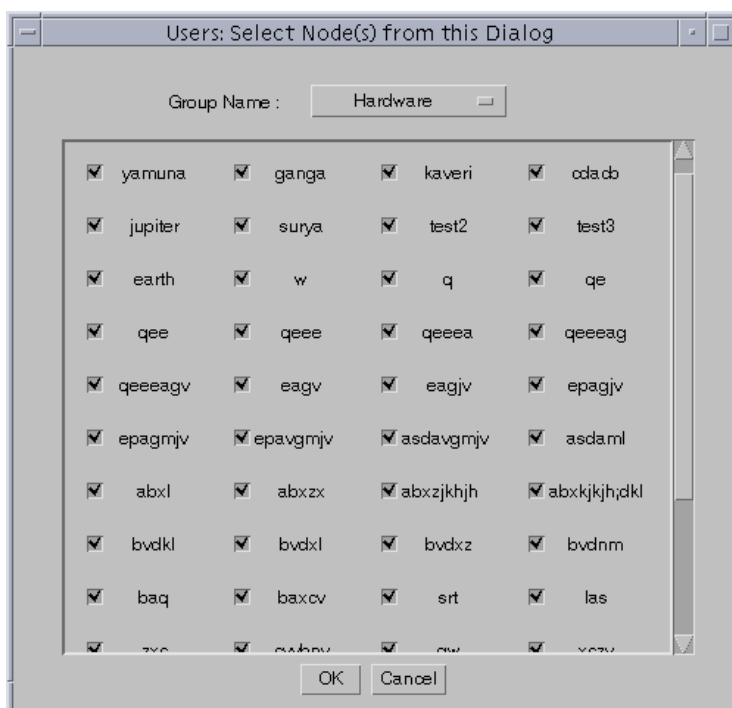 Users: Select Node(s) from this Dialog
Group Name : Hardware
yamuna ganga kaveri cdacb
jupiter surya test2 test3
earth w q qe
qee qeee qeeea qeeeag
qeeeagv eagv eagjv epagjv
epagmjv epavgmjv asdavgmjv asdaml
abxl abxzx abxzjkhjh abxkjkjh;dkl
bvdkl bvdxl bvdxz bvdnm
baq baxcv srt las
OK Cancel